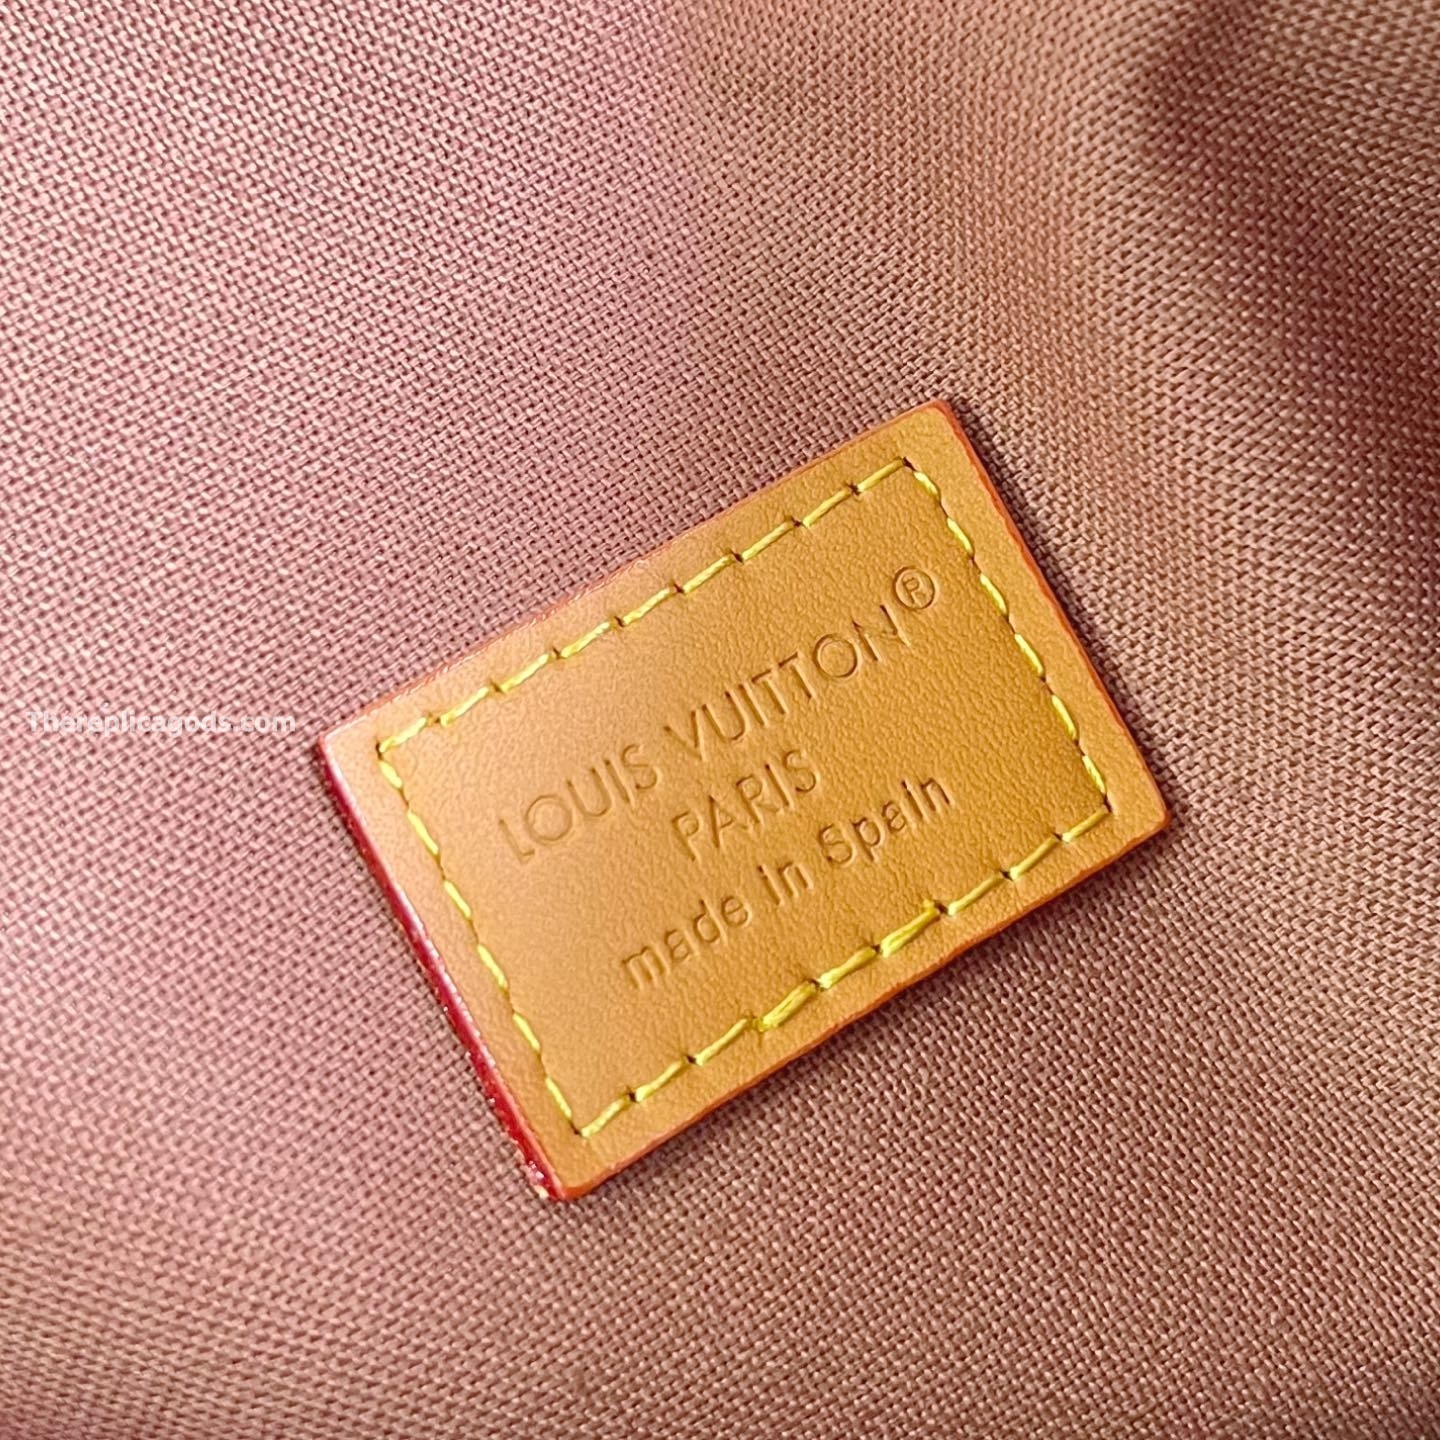 Thereplicagods.com
LOUIS VUITTON®
PARIS
made in Spain